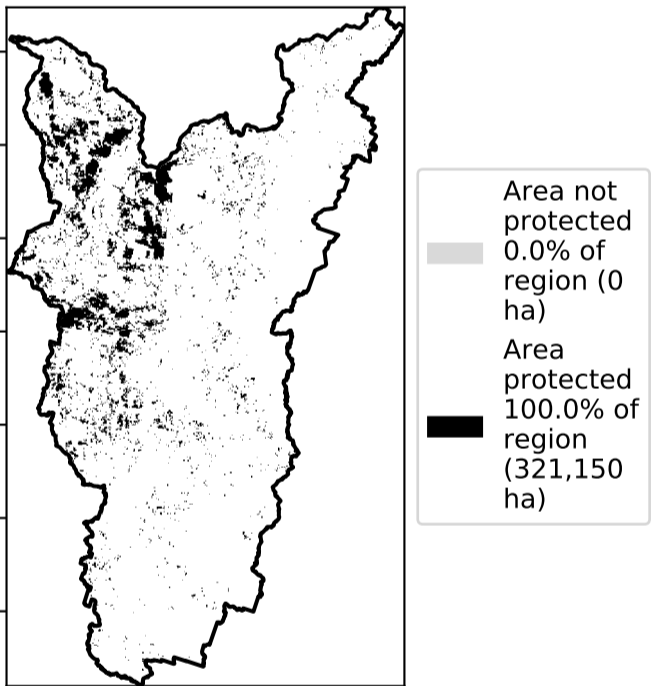 Area not
protected
0.0% of
region (0
ha)
Area
protected
100.0% of
region
(321,150
ha)